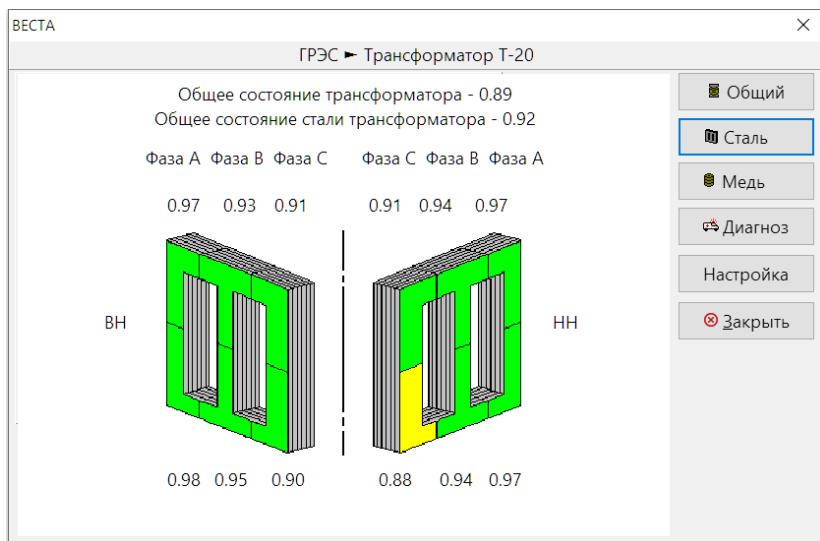 ВЕСТА
ГРЭС ► Трансформатор Т-20
Общее состояние трансформатора - 0.89
Общее состояние стали трансформатора - 0.92
Фаза А Фаза В Фаза С Фаза С Фаза В Фаза А
0.97 0.93 0.91 0.91 0.94 0.97
ВН НН
0.98 0.95 0.90 0.88 0.94 0.97
Общий
Сталь
Медь
Диагноз
Настройка
Закрыть